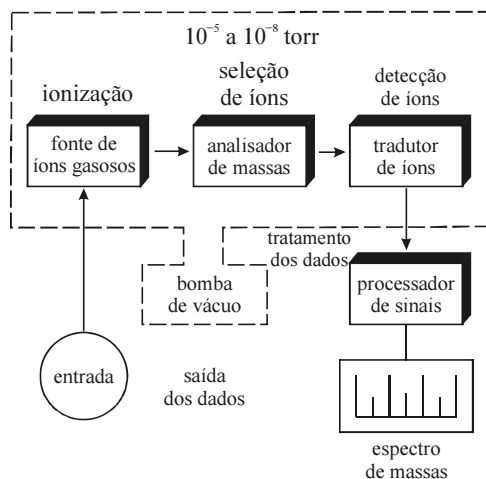 10⁻⁵ a 10⁻⁸ torr
ionização
seleção
de íons
detecção
de íons
fonte de
íons gasosos
analisador
de massas
tradutor
de íons
tratamento
dos dados
bomba
de vácuo
processador
de sinais
entrada
saída
dos dados
espectro
de massas